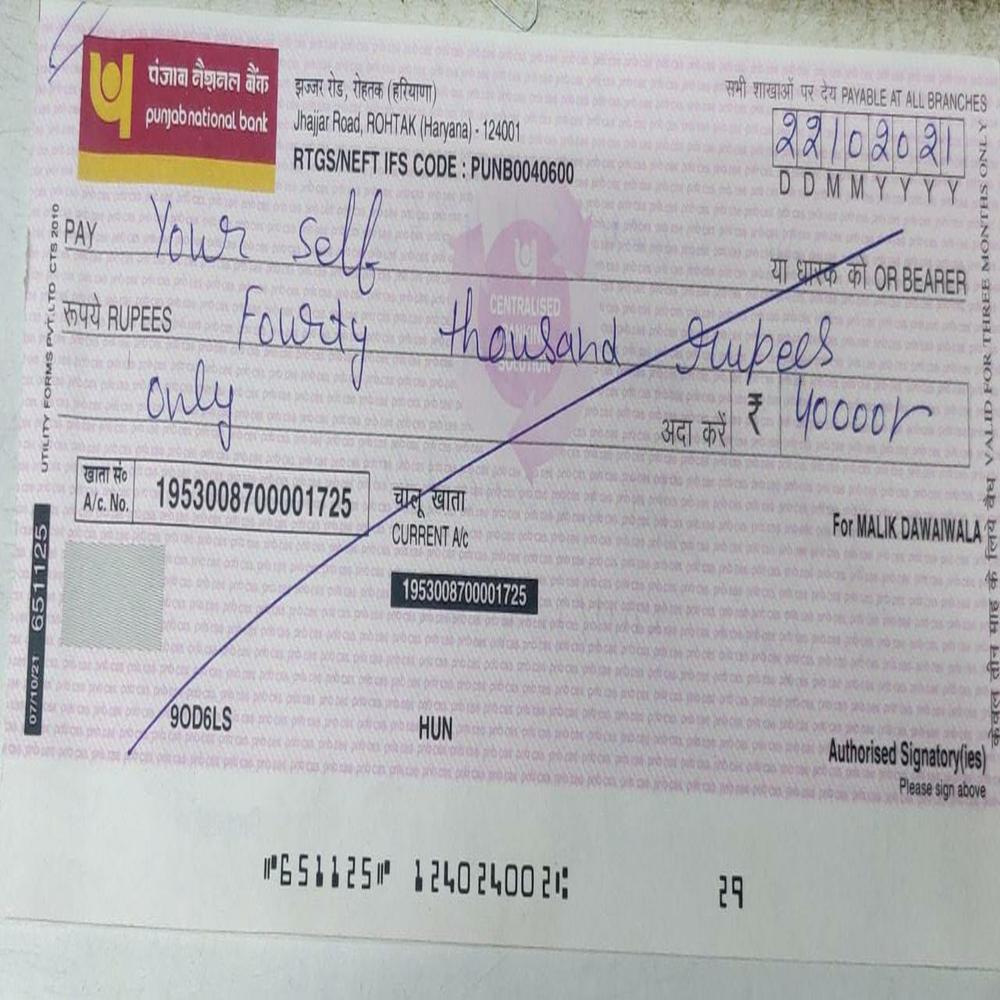 पंजाब नैशनल बैंक
punjab national bank
झज्जर रोड, रोहतक (हरियाणा)
Jhajjar Road, ROHTAK (Haryana) - 124001
RTGS/NEFT IFS CODE : PUNB0040600
सभी शाखाओं पर देय PAYABLE AT ALL BRANCHES
22102021
D D M M Y Y Y Y
PAY Your self
या धारक को OR BEARER
रूपये RUPEES Fourty thousand rupees
only
अदा करें ₹ 40000/-
CENTRALISED
BANKING
SOLUTION
खाता सं०
A/c. No. 1953008700001725
चालू खाता
CURRENT A/c
1953008700001725
For MALIK DAWAIWALA
9OD6LS
HUN
Authorised Signatory(ies)
Please sign above
⑈651125⑈ 124024002⑆ 29
UTILITY FORMS PVT. LTD CTS 2010
07/10/21 651125
केवल तीन माह के लिए वैध VALID FOR THREE MONTHS ONLY